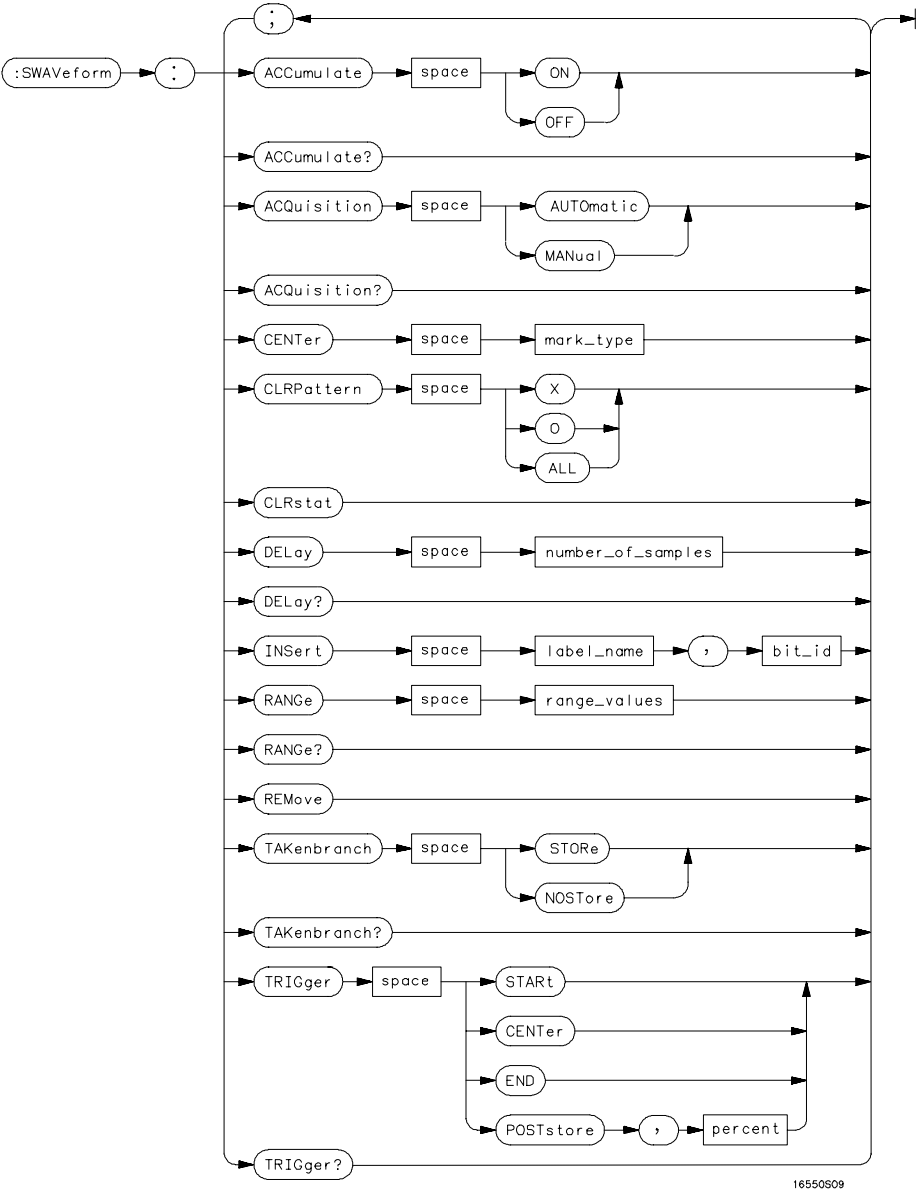 ;
:SWAVeform : ACCumulate space ON
OFF
ACCumulate?
ACQuisition space AUTOmatic
MANual
ACQuisition?
CENTer space mark_type
CLRPattern space X
O
ALL
CLRstat
DELay space number_of_samples
DELay?
INSert space label_name , bit_id
RANGe space range_values
RANGe?
REMove
TAKenbranch space STORe
NOSTore
TAKenbranch?
TRIGger space STARt
CENTer
END
POSTstore , percent
TRIGger?
16550S09